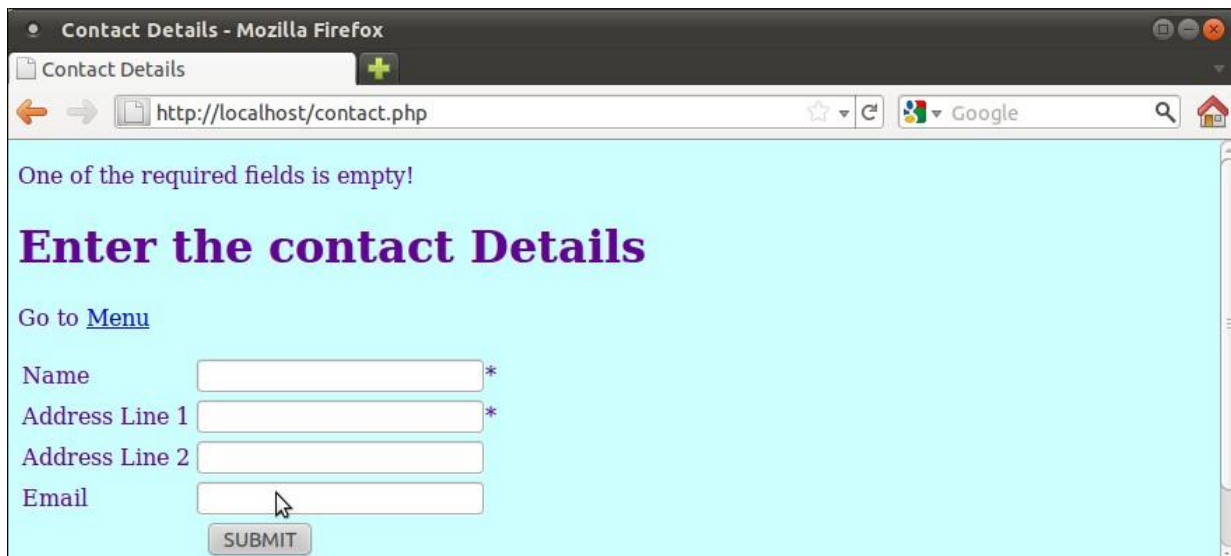 Contact Details - Mozilla Firefox
Contact Details
http://localhost/contact.php
Google
One of the required fields is empty!
Enter the contact Details
Go to Menu
Name *
Address Line 1 *
Address Line 2
Email
SUBMIT